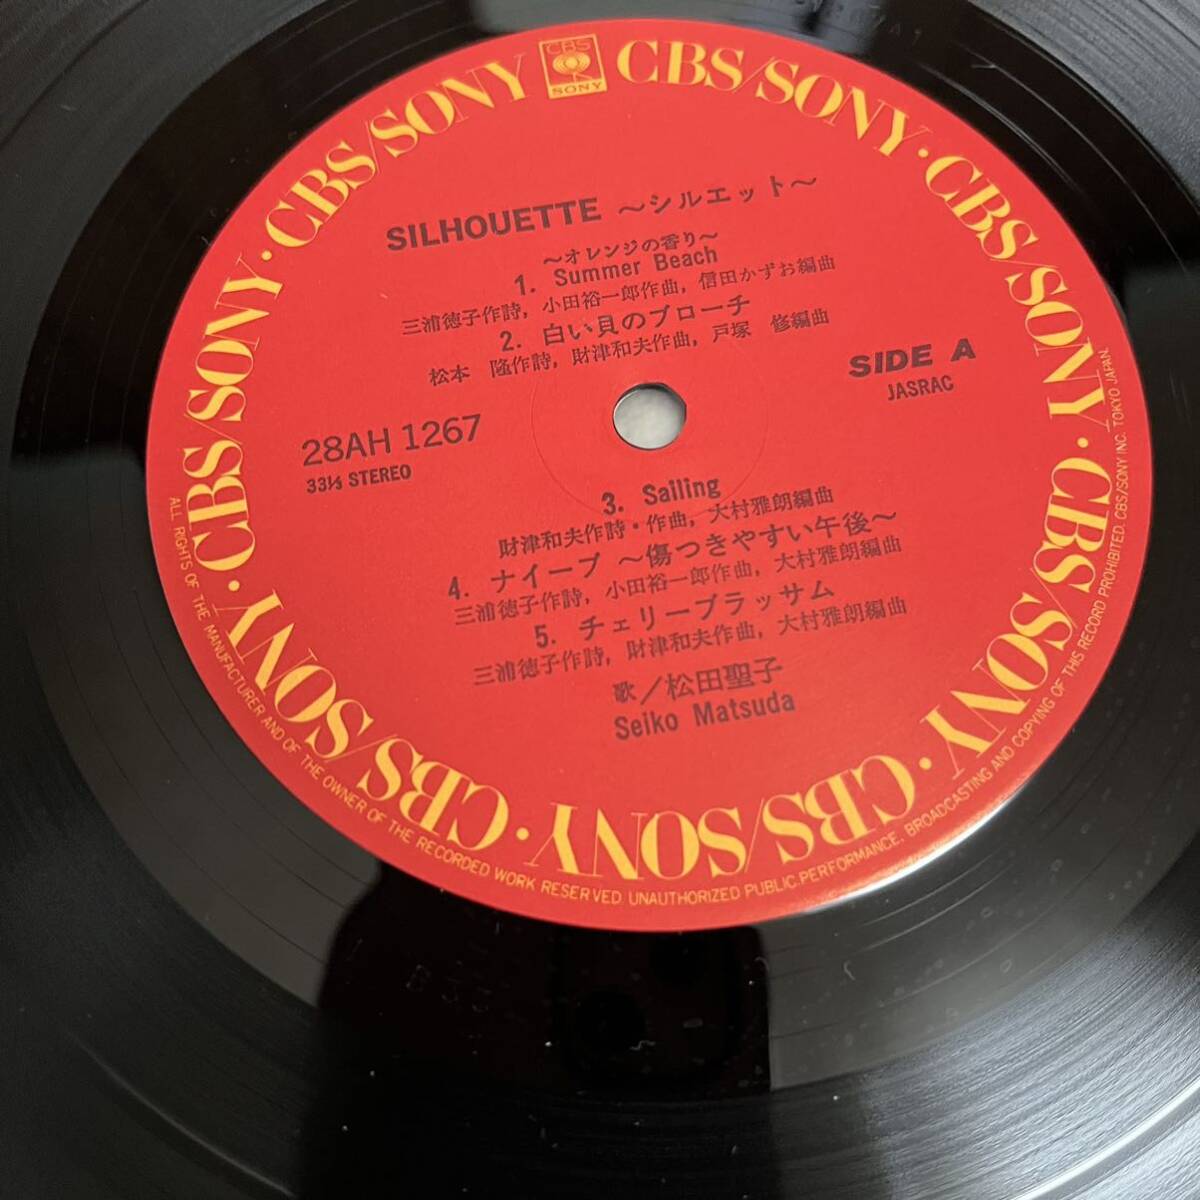 CBS/SONY · CBS/SONY · CBS/SONY · CBS/SONY · CBS/SONY · CBS/SONY · CBS/SONY · CBS/SONY
CBS
SONY
SILHOUETTE ～シルエット～
～オレンジの香り～
1. Summer Beach
三浦徳子作詩, 小田裕一郎作曲, 信田かずお編曲
2. 白い貝のブローチ
松本 隆作詩, 財津和夫作曲, 戸塚 修編曲
SIDE A
JASRAC
28AH 1267
33⅓ STEREO
3. Sailing
財津和夫作詩・作曲, 大村雅朗編曲
4. ナイーブ ～傷つきやすい午後～
三浦徳子作詩, 小田裕一郎作曲, 大村雅朗編曲
5. チェリーブラッサム
三浦徳子作詩, 財津和夫作曲, 大村雅朗編曲
歌／松田聖子
Seiko Matsuda
ALL RIGHTS OF THE MANUFACTURER AND OF THE OWNER OF THE RECORDED WORK RESERVED. UNAUTHORIZED PUBLIC PERFORMANCE, BROADCASTING AND COPYING OF THIS RECORD PROHIBITED. CBS/SONY INC. TOKYO JAPAN.